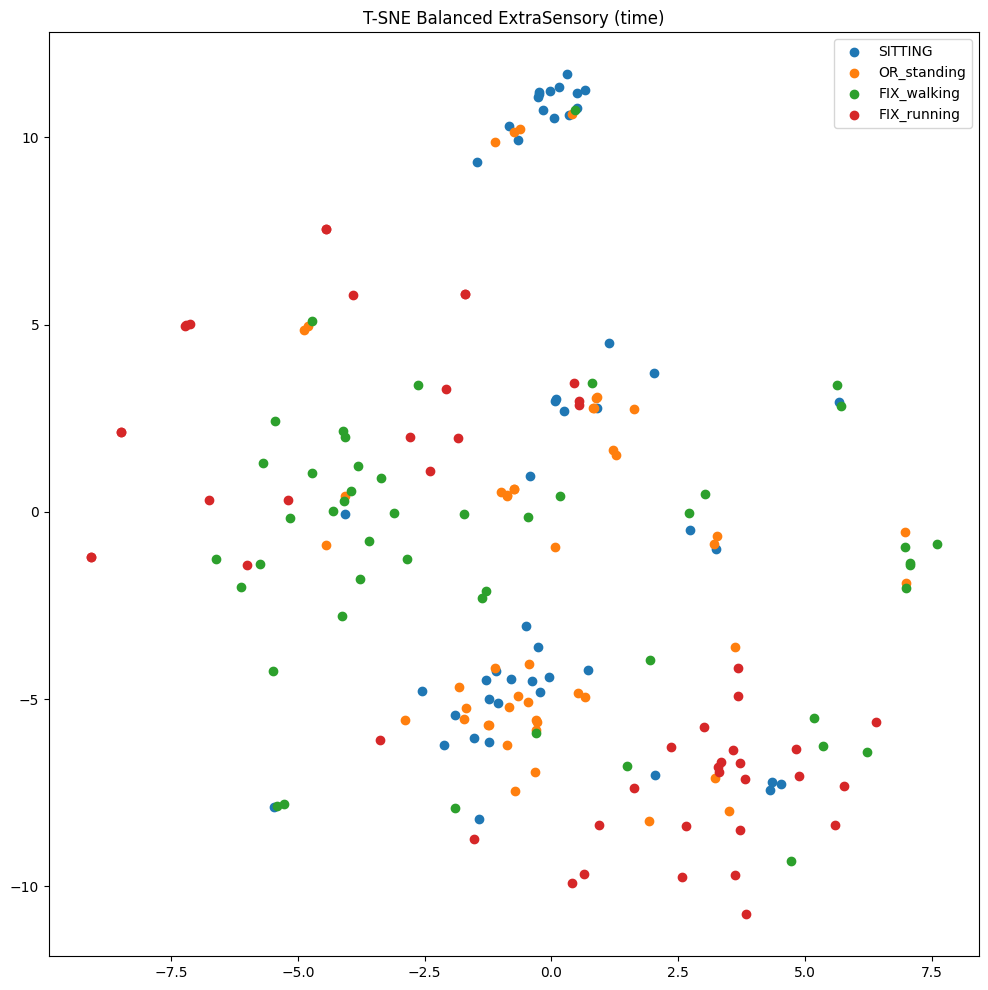 T-SNE Balanced ExtraSensory (time)
SITTING
OR_standing
FIX_walking
FIX_running
10
5
0
−5
−10
−7.5
−5.0
−2.5
0.0
2.5
5.0
7.5